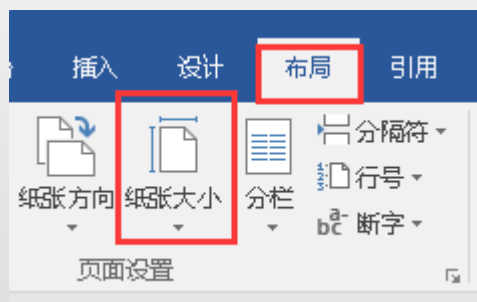 插入 设计 布局 引用
纸张方向 纸张大小 分栏
分隔符
行号
断字
页面设置